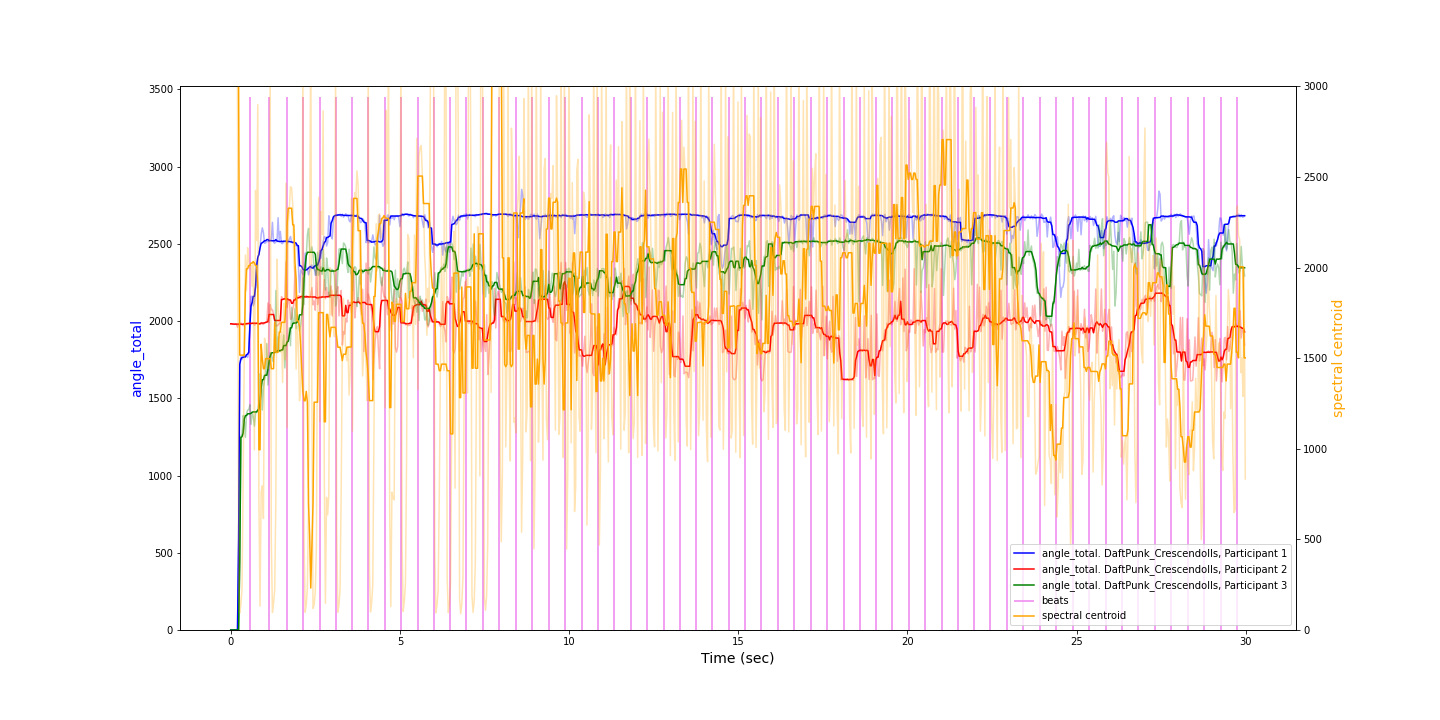 3500
3000
2500
2000
1500
1000
500
0
angle_total
3000
2500
2000
1500
1000
500
0
spectral centroid
angle_total. DaftPunk_Crescendolls, Participant 1
angle_total. DaftPunk_Crescendolls, Participant 2
angle_total. DaftPunk_Crescendolls, Participant 3
beats
spectral centroid
0 5 10 15 20 25 30
Time (sec)